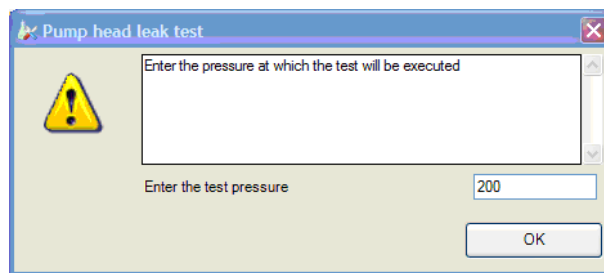 Pump head leak test
Enter the pressure at which the test will be executed
Enter the test pressure
200
OK